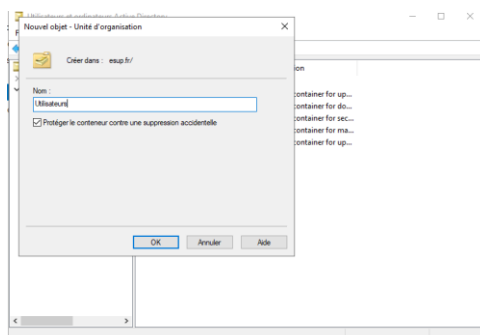 Utilisateurs et ordinateurs Active Directory
Nouvel objet - Unité d'organisation
Créer dans : esup.fr/
Nom :
Utilisateurs
Protéger le conteneur contre une suppression accidentelle
OK
Annuler
Aide
ion
container for up...
container for do...
container for sec...
container for ma...
container for up...